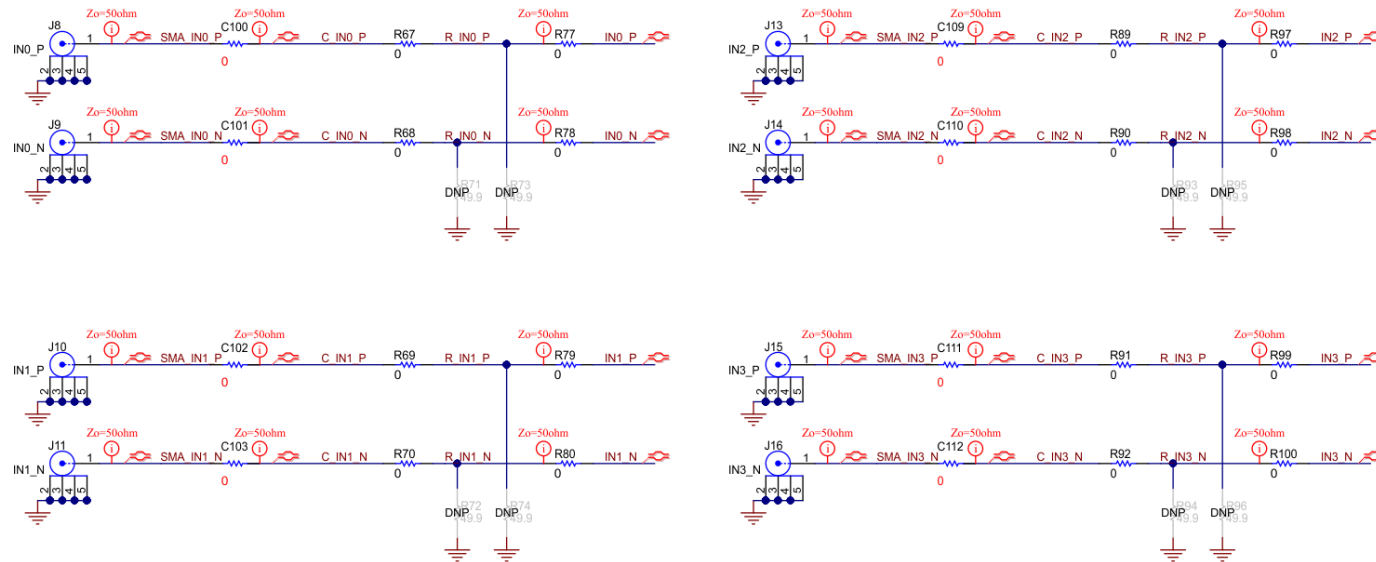 Zo=50ohm Zo=50ohm Zo=50ohm
J8 C100 R67 R77
1 SMA_IN0_P C_IN0_P R_IN0_P IN0_P
IN0_P 0 0 0
2 3 4 5
Zo=50ohm Zo=50ohm Zo=50ohm
J9 C101 R68 R78
1 SMA_IN0_N C_IN0_N R_IN0_N IN0_N
IN0_N 0 0 0
2 3 4 5
R71 R73
DNP DNP
49.9 49.9
Zo=50ohm Zo=50ohm Zo=50ohm
J13 C109 R89 R97
1 SMA_IN2_P C_IN2_P R_IN2_P IN2_P
IN2_P 0 0 0
2 3 4 5
Zo=50ohm Zo=50ohm Zo=50ohm
J14 C110 R90 R98
1 SMA_IN2_N C_IN2_N R_IN2_N IN2_N
IN2_N 0 0 0
2 3 4 5
R93 R95
DNP DNP
49.9 49.9
Zo=50ohm Zo=50ohm Zo=50ohm
J10 C102 R69 R79
1 SMA_IN1_P C_IN1_P R_IN1_P IN1_P
IN1_P 0 0 0
2 3 4 5
Zo=50ohm Zo=50ohm Zo=50ohm
J11 C103 R70 R80
1 SMA_IN1_N C_IN1_N R_IN1_N IN1_N
IN1_N 0 0 0
2 3 4 5
R72 R74
DNP DNP
49.9 49.9
Zo=50ohm Zo=50ohm Zo=50ohm
J15 C111 R91 R99
1 SMA_IN3_P C_IN3_P R_IN3_P IN3_P
IN3_P 0 0 0
2 3 4 5
Zo=50ohm Zo=50ohm Zo=50ohm
J16 C112 R92 R100
1 SMA_IN3_N C_IN3_N R_IN3_N IN3_N
IN3_N 0 0 0
2 3 4 5
R94 R96
DNP DNP
49.9 49.9